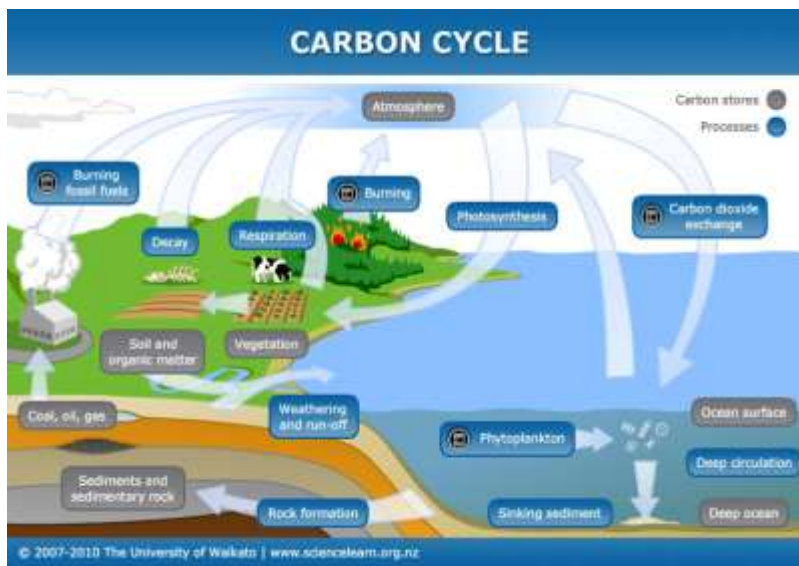 CARBON CYCLE
Atmosphere
Carbon stores
Processes
Burning
fossil fuels
Burning
Decay
Respiration
Photosynthesis
Carbon dioxide
exchange
Soil and
organic matter
Vegetation
Coal, oil, gas
Weathering
and run-off
Ocean surface
Phytoplankton
Deep circulation
Sediments and
sedimentary rock
Rock formation
Sinking sediment
Deep ocean
© 2007-2010 The University of Waikato | www.sciencelearn.org.nz